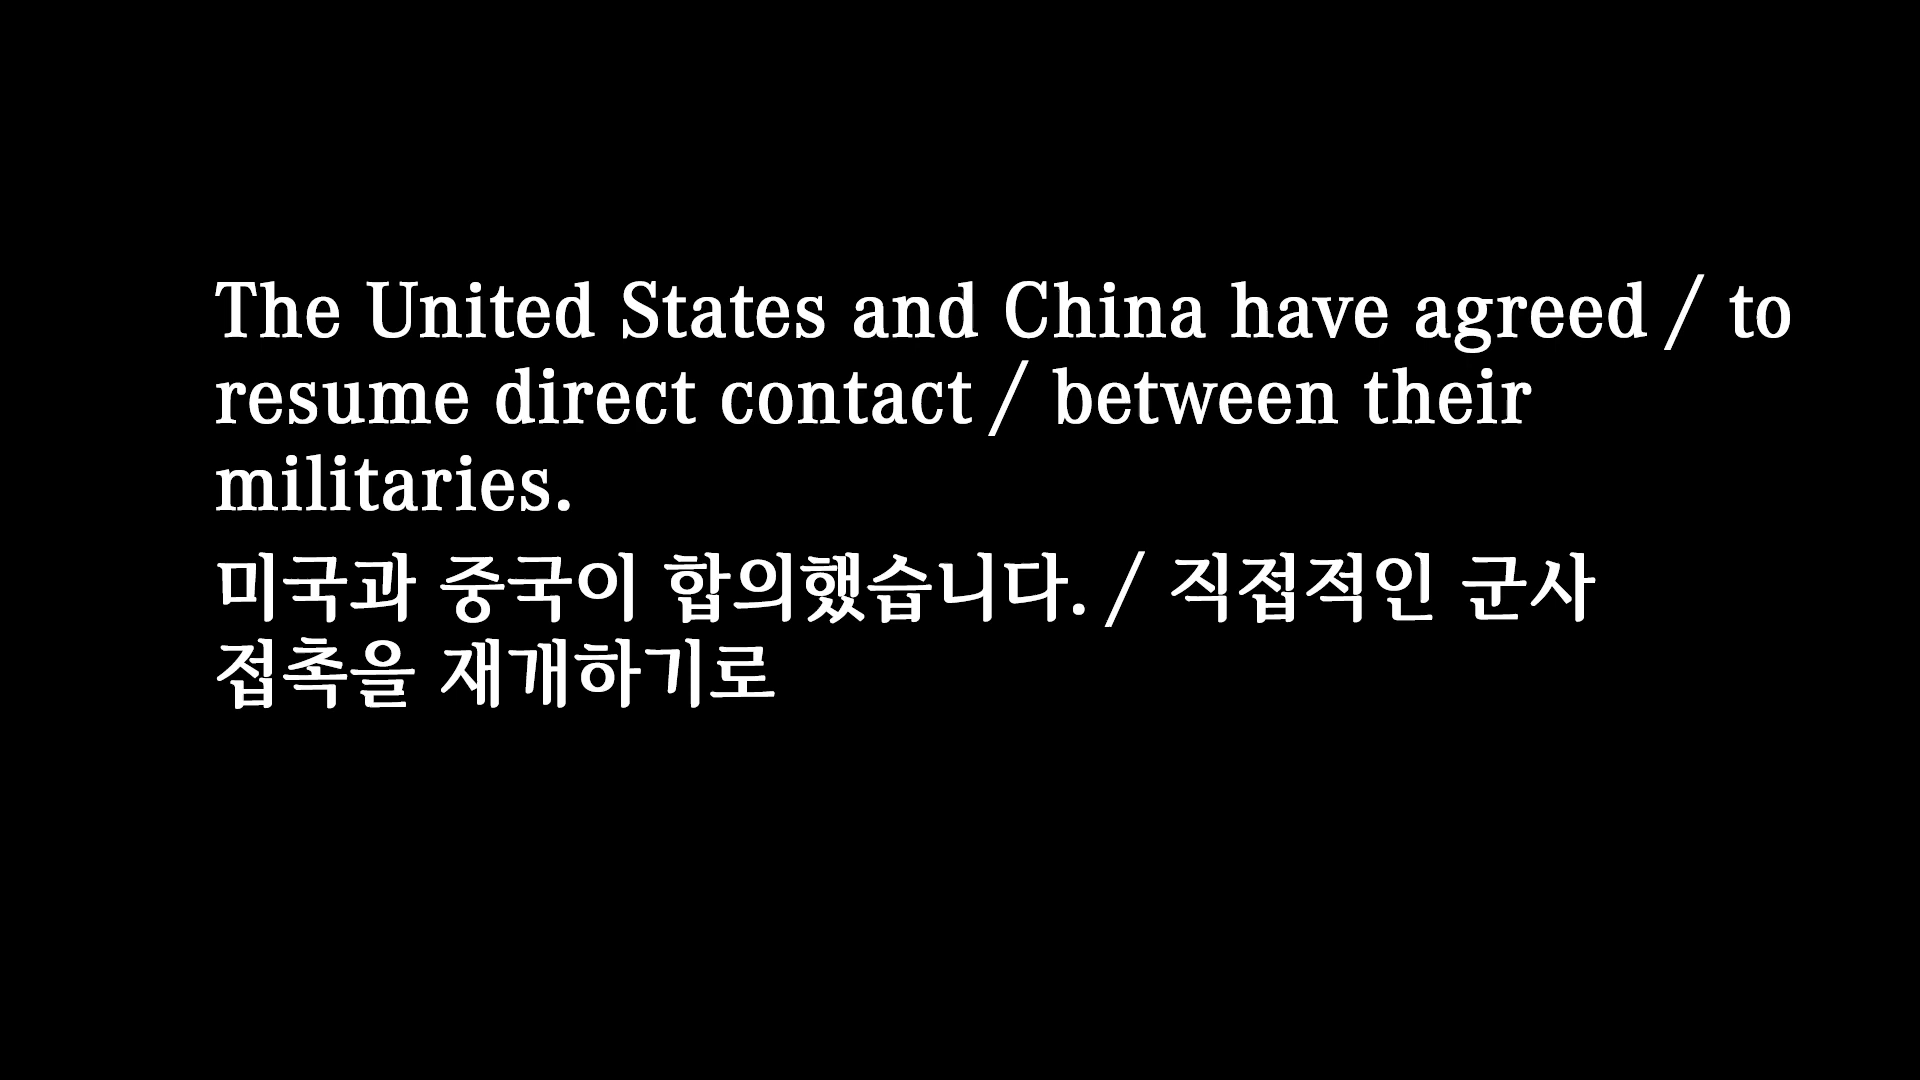 The United States and China have agreed / to
resume direct contact / between their
militaries.
미국과 중국이 합의했습니다. / 직접적인 군사
접촉을 재개하기로